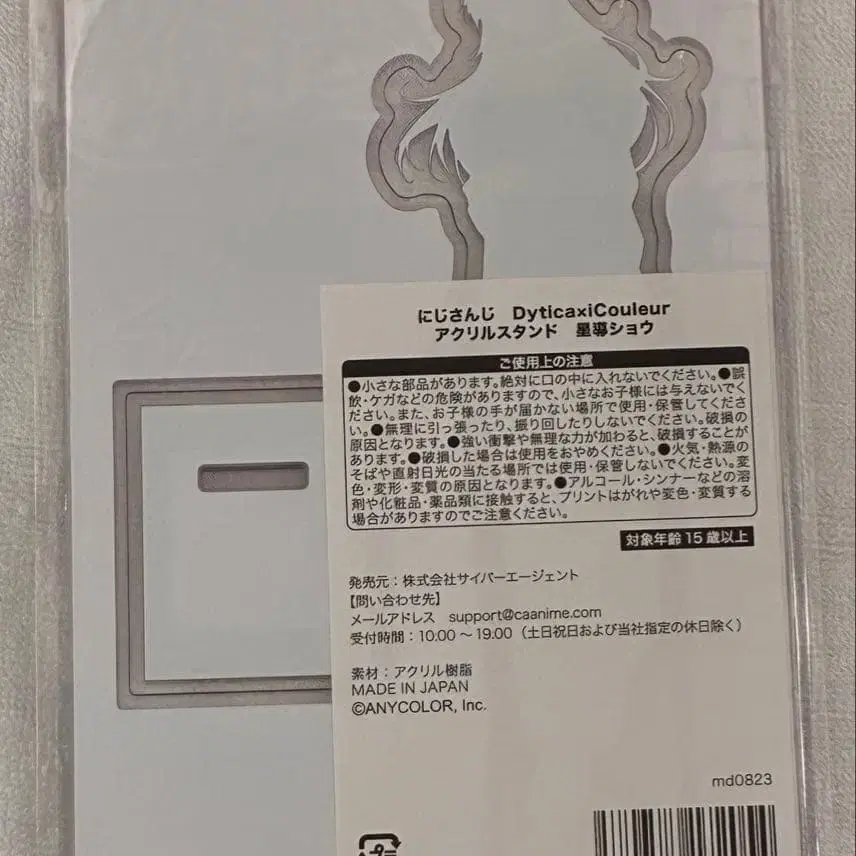 にじさんじ　Dytica×iCouleur
アクリルスタンド　星導ショウ
ご使用上の注意
●小さな部品があります。絶対に口の中に入れないでください。●誤
飲・ケガなどの危険がありますので、小さなお子様には与えないでく
ださい。また、お子様の手が届かない場所で使用・保管してくださ
い。●無理に引っ張ったり、振り回したりしないでください。破損の
原因となります。●強い衝撃や無理な力が加わると、破損することが
あります。●破損した場合は使用をおやめください。●火気・熱源の
そばや直射日光の当たる場所では使用・保管しないでください。変
色・変形・変質の原因となります。●アルコール・シンナーなどの溶
剤や化粧品・薬品類に接触すると、プリントはがれや変色・変質する
場合がありますのでご注意ください。
対象年齢15歳以上
発売元：株式会社サイバーエージェント
【問い合わせ先】
メールアドレス　support@caanime.com
受付時間：10:00～19:00（土日祝日および当社指定の休日除く）
素材：アクリル樹脂
MADE IN JAPAN
©ANYCOLOR, Inc.
md0823
プ